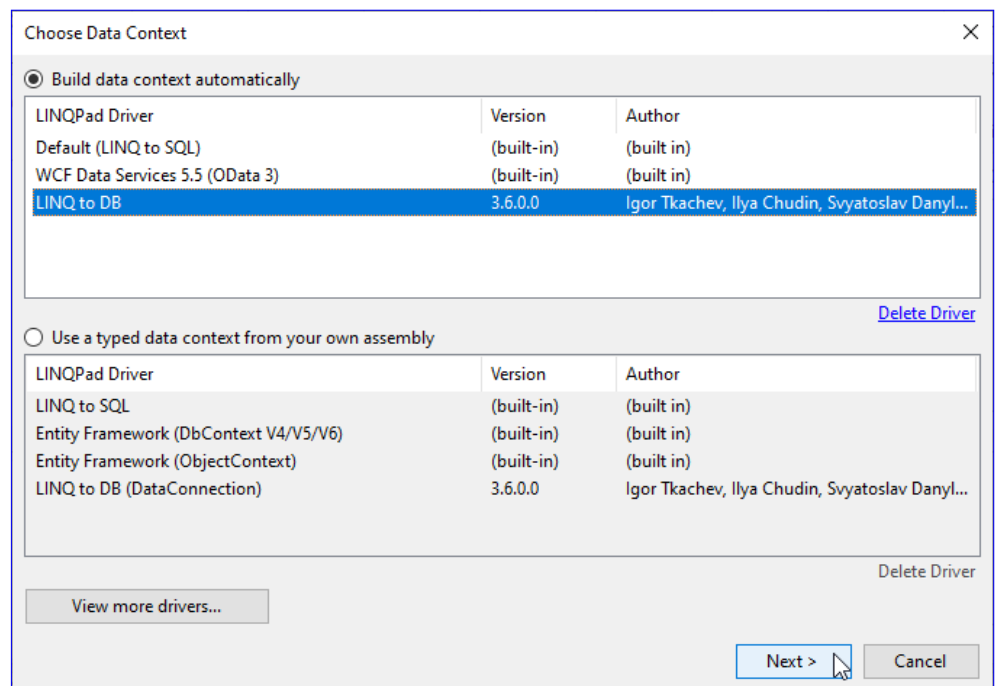 Choose Data Context
Build data context automatically
LINQPad Driver Version Author
Default (LINQ to SQL) (built-in) (built in)
WCF Data Services 5.5 (OData 3) (built-in) (built in)
LINQ to DB 3.6.0.0 Igor Tkachev, Ilya Chudin, Svyatoslav Danyl...
Delete Driver
Use a typed data context from your own assembly
LINQPad Driver Version Author
LINQ to SQL (built-in) (built in)
Entity Framework (DbContext V4/V5/V6) (built-in) (built in)
Entity Framework (ObjectContext) (built-in) (built in)
LINQ to DB (DataConnection) 3.6.0.0 Igor Tkachev, Ilya Chudin, Svyatoslav Danyl...
Delete Driver
View more drivers...
Next > Cancel